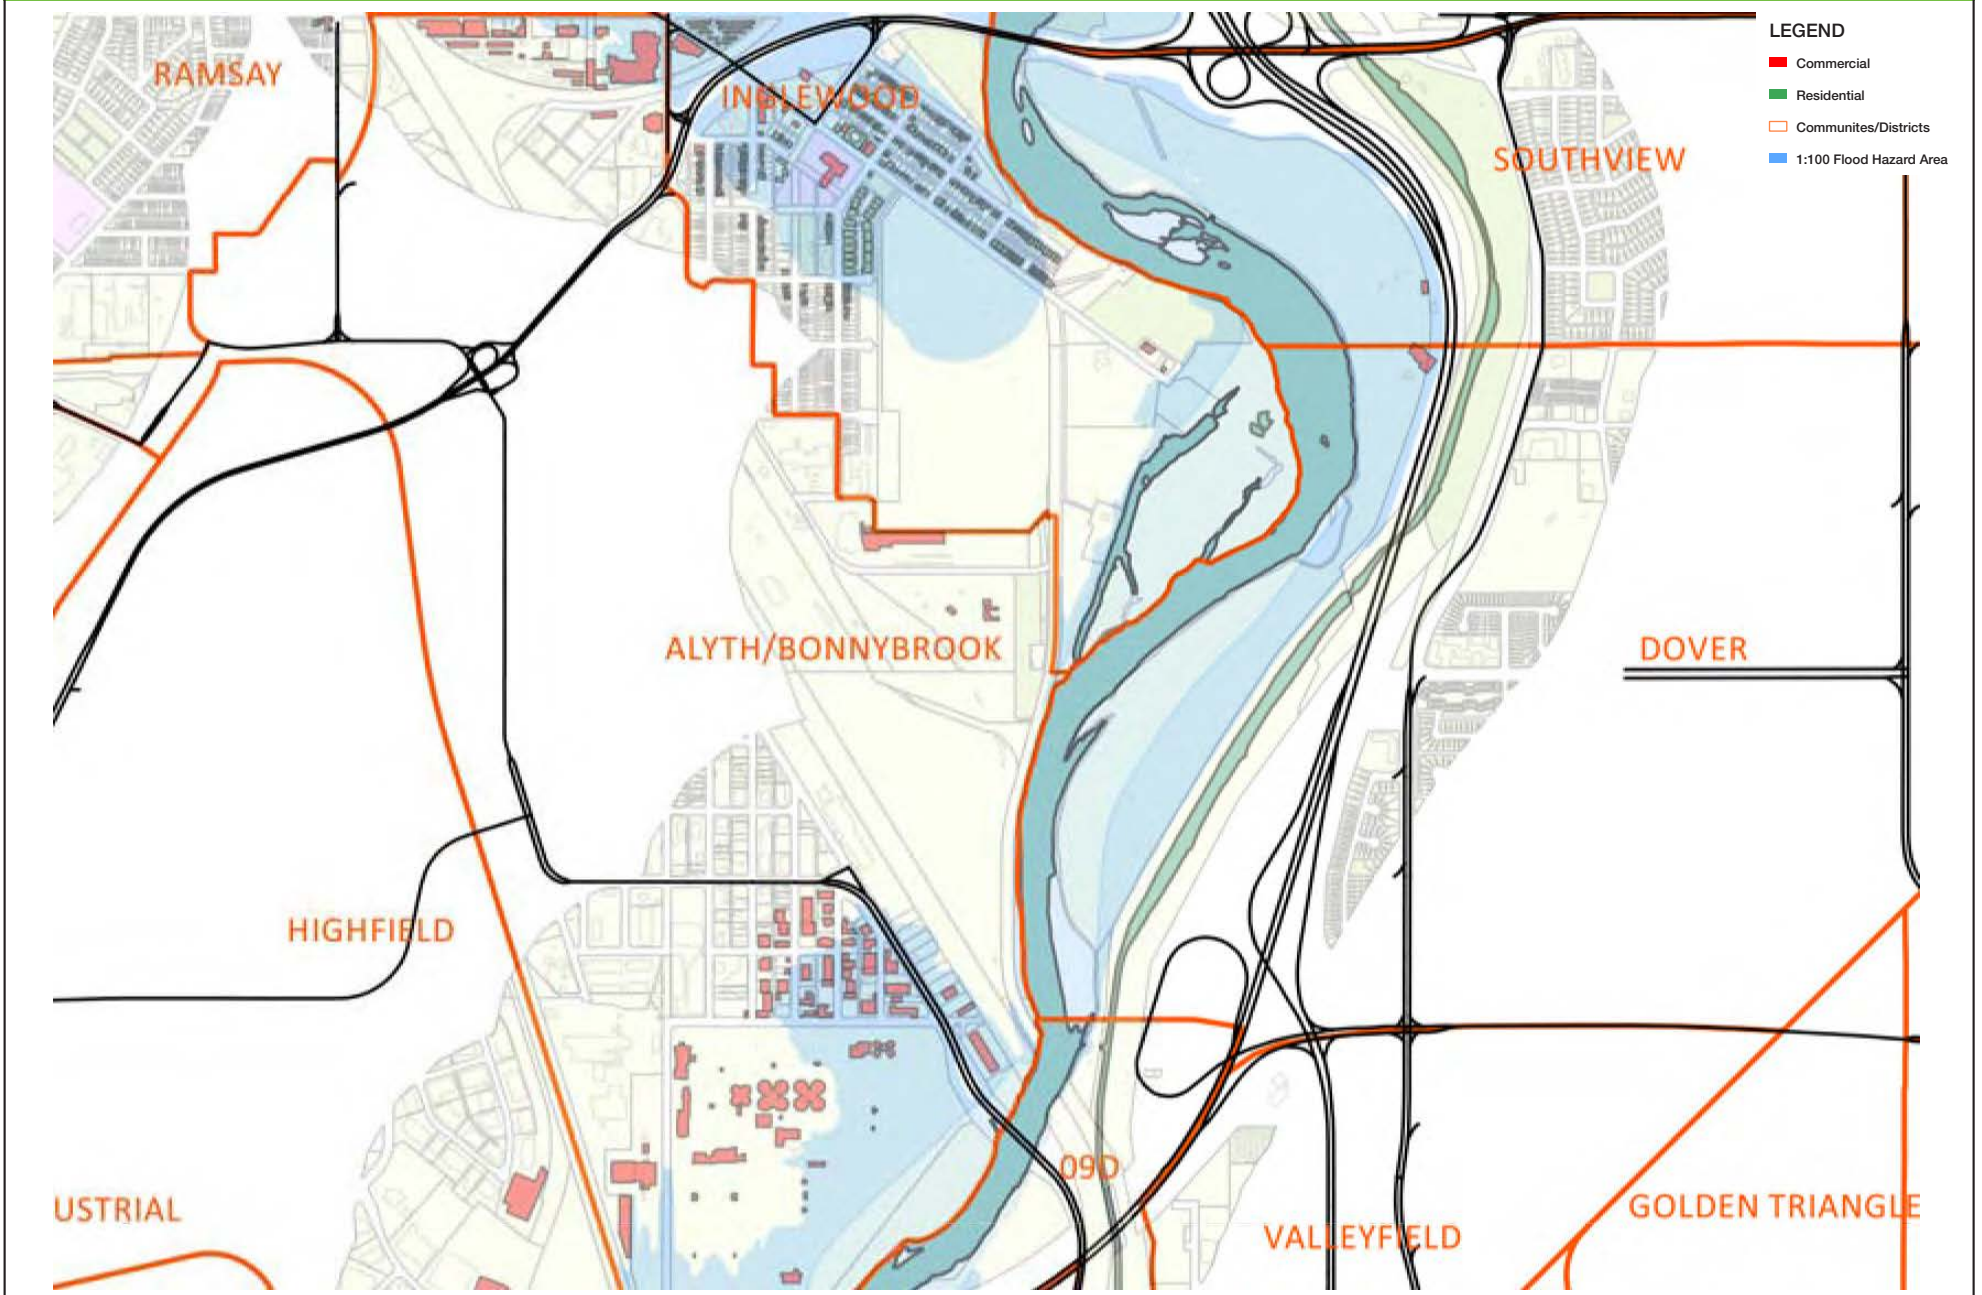 LEGEND
Commercial
Residential
Communites/Districts
1:100 Flood Hazard Area
RAMSAY
INGLEWOOD
SOUTHVIEW
ALYTH/BONNYBROOK
DOVER
HIGHFIELD
09D
USTRIAL
VALLEYFIELD
GOLDEN TRIANGLE